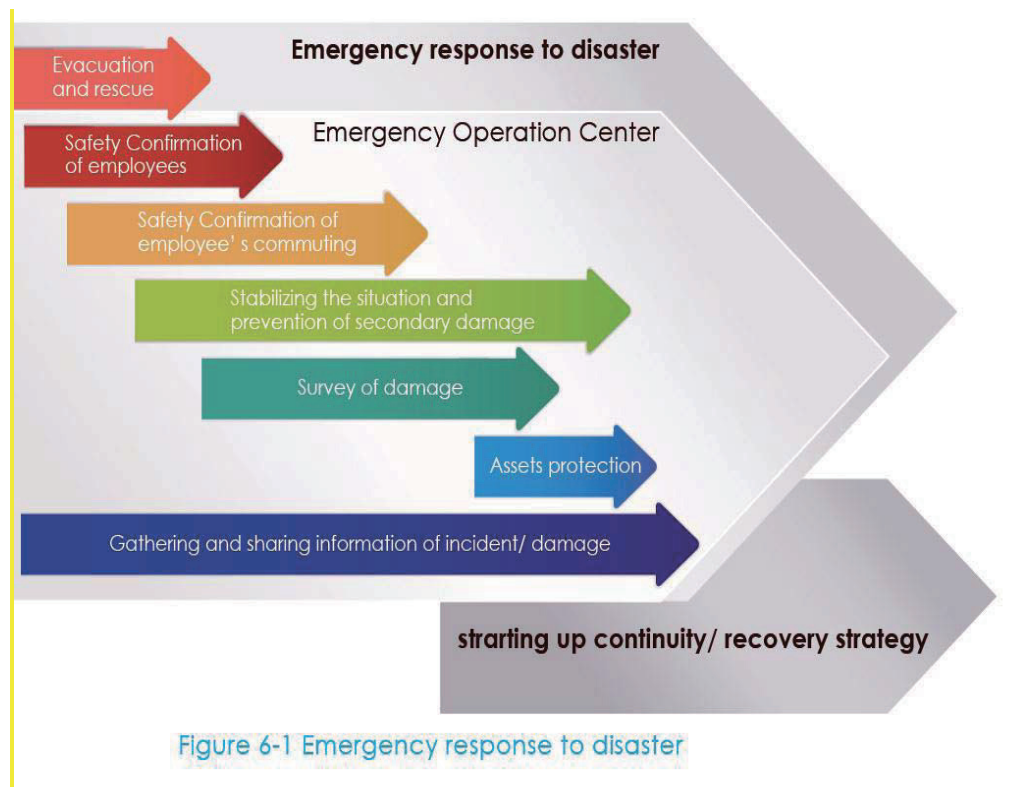 Emergency response to disaster
Evacuation
and rescue
Emergency Operation Center
Safety Confirmation
of employees
Safety Confirmation of
employee' s commuting
Stabilizing the situation and
prevention of secondary damage
Survey of damage
Assets protection
Gathering and sharing information of incident/ damage
strarting up continuity/ recovery strategy
Figure 6-1 Emergency response to disaster